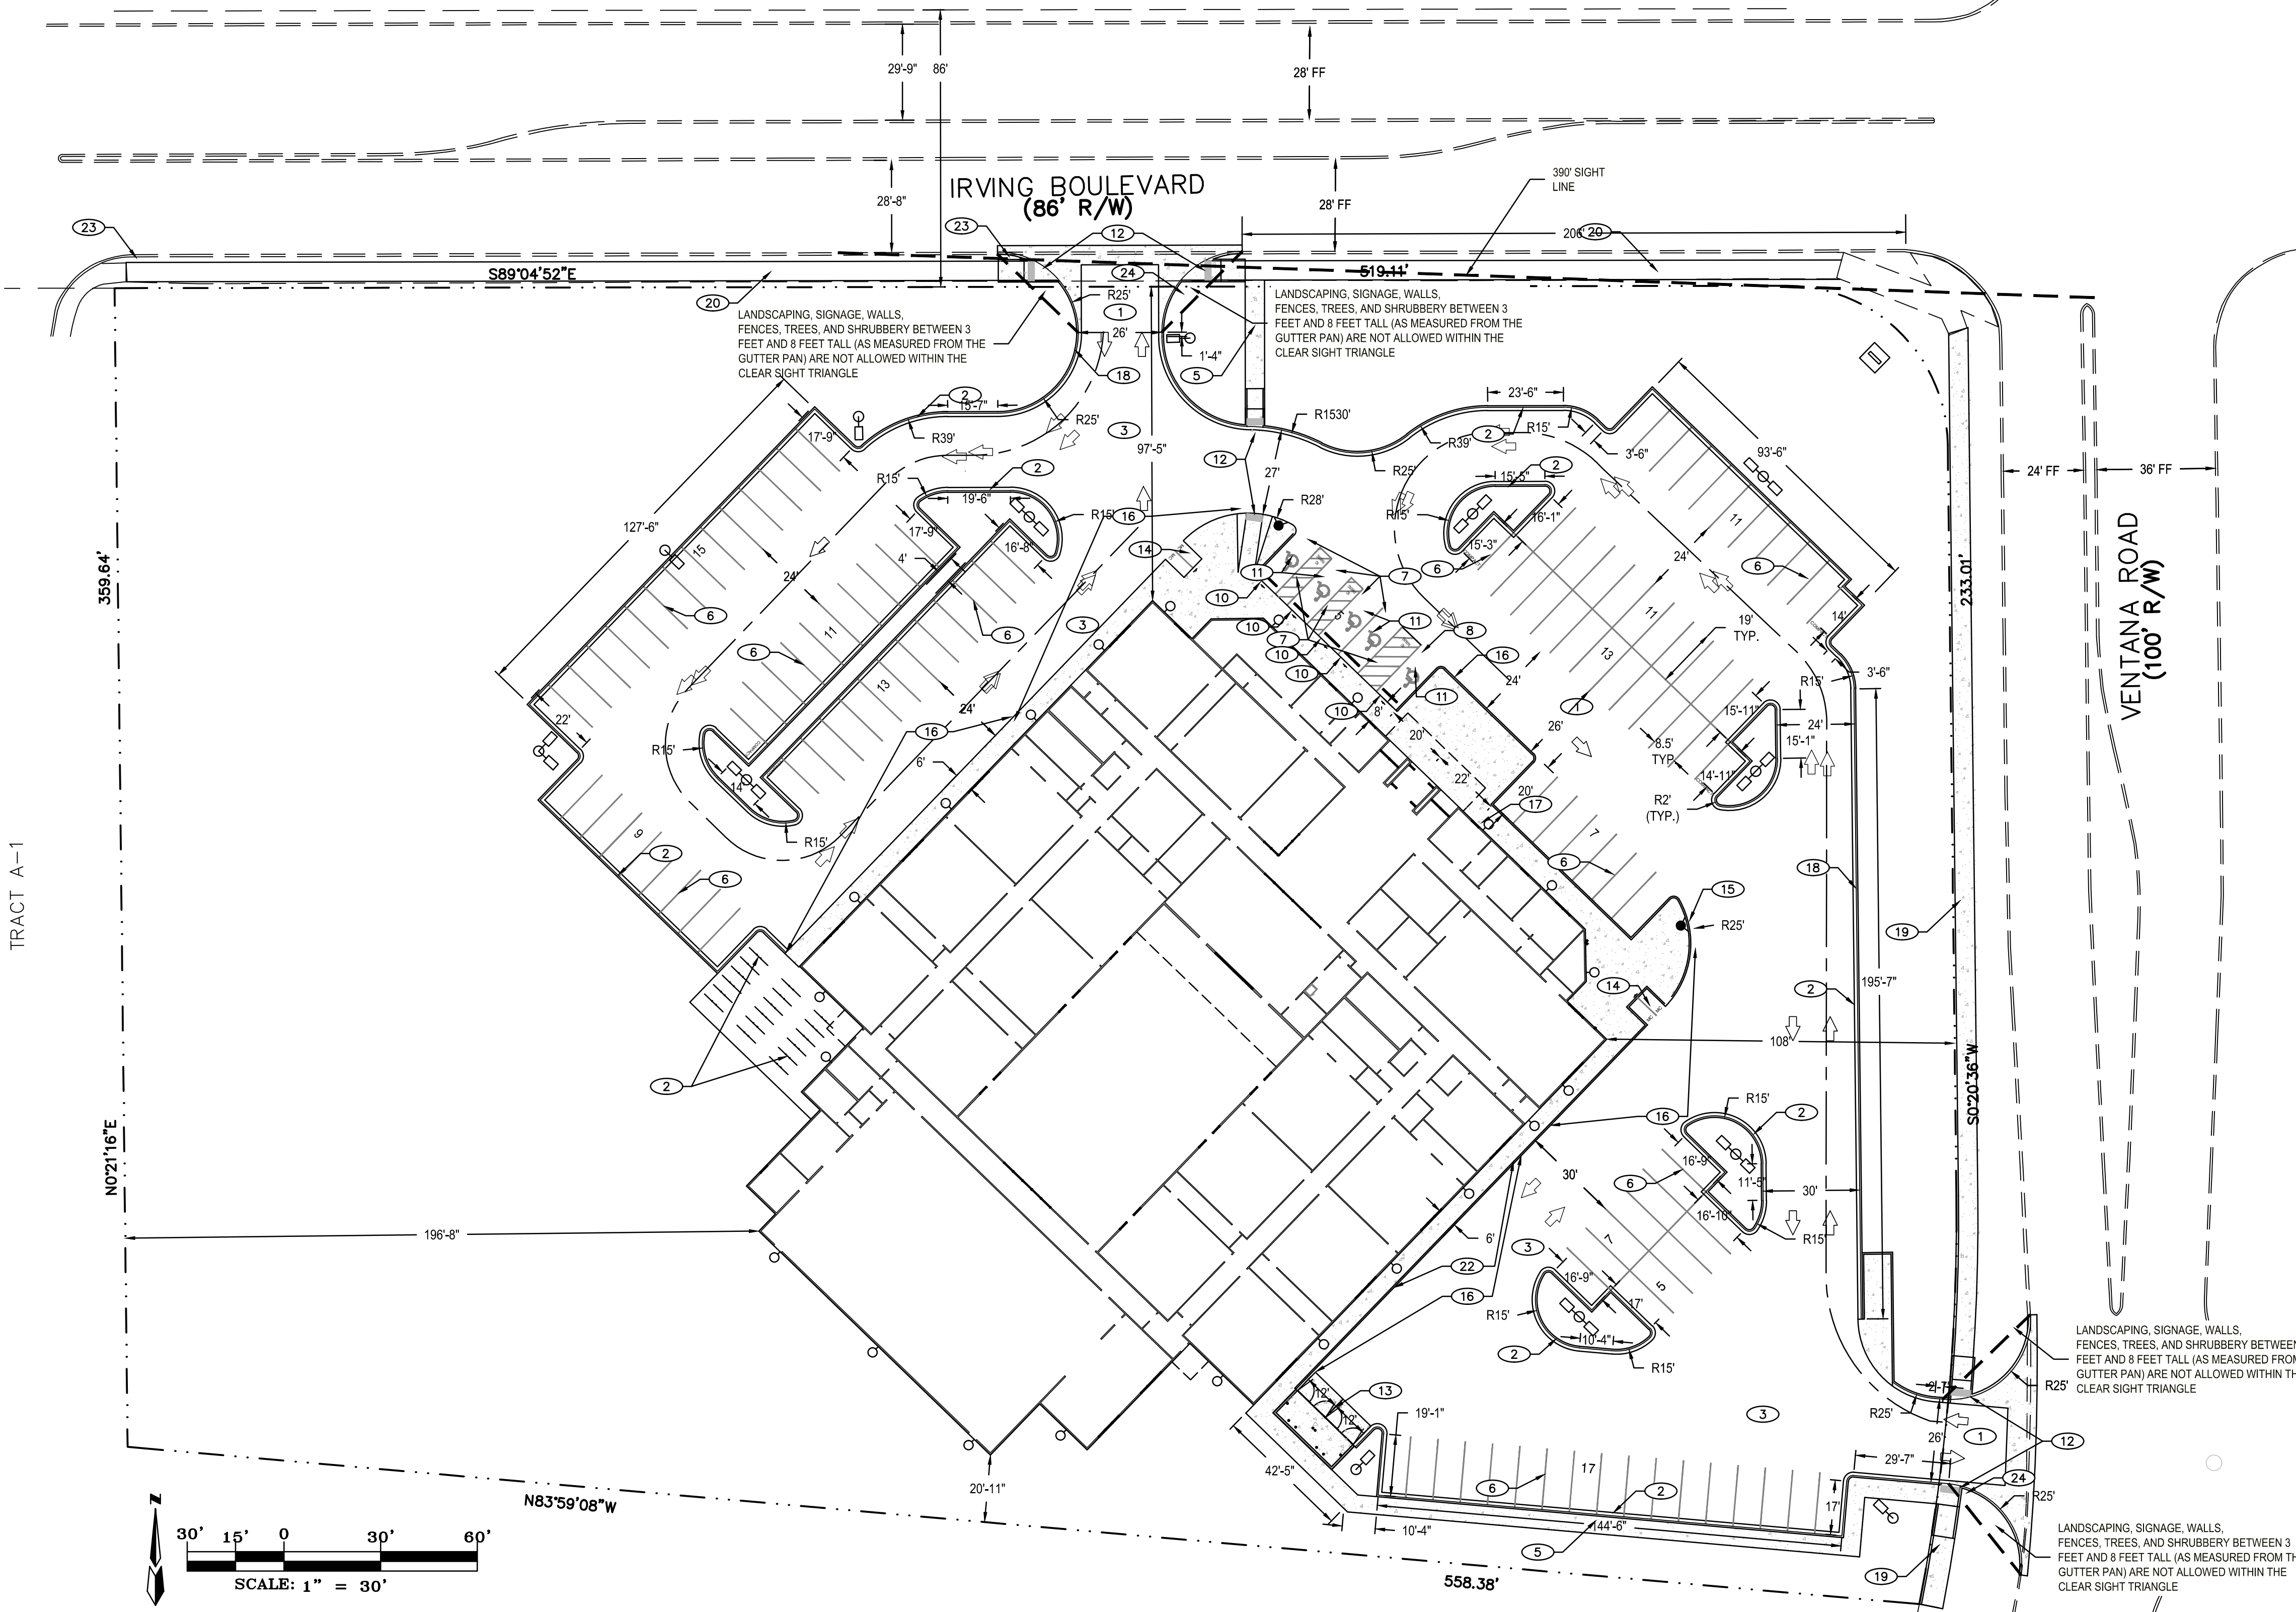 29'-9"
86'
28' FF
IRVING BOULEVARD
(86' R/W)
28'-8"
28' FF
390' SIGHT
LINE
23
23
12
206'
20
S89°04'52"E
24
519.11'
20
R25'
1
26'
LANDSCAPING, SIGNAGE, WALLS,
FENCES, TREES, AND SHRUBBERY BETWEEN 3
FEET AND 8 FEET TALL (AS MEASURED FROM THE
GUTTER PAN) ARE NOT ALLOWED WITHIN THE
CLEAR SIGHT TRIANGLE
LANDSCAPING, SIGNAGE, WALLS,
FENCES, TREES, AND SHRUBBERY BETWEEN 3
FEET AND 8 FEET TALL (AS MEASURED FROM THE
GUTTER PAN) ARE NOT ALLOWED WITHIN THE
CLEAR SIGHT TRIANGLE
1'-4"
18
5
2
15'-7"
23'-6"
R25'
R1530'
R39'
3
17'-9"
R39'
2
R15'
3'-6"
93'-6"
97'-5"
12
27'
R25'
24' FF
36' FF
2
R15'
19'-6"
2
15'-5"
R28'
R15'
16
R15'
16'-1"
11
127'-6"
17'-9"
16'-8"
15
14
15'-3"
24'
4'
11
7
6
6
VENTANA ROAD
(100' R/W)
359.64'
24'
10
233.01'
6
11
6
3
10
5
11
8
11
14'
19'
TYP.
7
10
13
6
10
16
3'-6"
13
11
24'
R15'
24'
10
8'
1
15'-11"
22'
16
20'
26'
24'
15'-1"
R15'
6'
8.5'
TYP.
14'-11"
14'
22'
20'
17
R2'
(TYP.)
9
R15'
7
2
6
6
18
TRACT A-1
15
R25'
19
14
2
195'-7"
108'
2
S0°20'36"W
R15'
2
16
N0°21'16"E
30'
6
16'-9"
11'-5"
30'
16'-10"
R15'
196'-8"
6'
7
3
22
16'-9"
5
16
17'
R15'
10'-4"
2
R15'
LANDSCAPING, SIGNAGE, WALLS,
FENCES, TREES, AND SHRUBBERY BETWEEN
FEET AND 8 FEET TALL (AS MEASURED FROM
GUTTER PAN) ARE NOT ALLOWED WITHIN TH
CLEAR SIGHT TRIANGLE
12'
13
12'
19'-1"
2'-7"
R25'
R25'
3
26'
1
12
29'-7"
42'-5"
17
6
2
24
R25'
20'-11"
17'
10'-4"
144'-6"
5
19
LANDSCAPING, SIGNAGE, WALLS,
FENCES, TREES, AND SHRUBBERY BETWEEN 3
FEET AND 8 FEET TALL (AS MEASURED FROM TH
GUTTER PAN) ARE NOT ALLOWED WITHIN THE
CLEAR SIGHT TRIANGLE
N83°59'08"W
558.38'
N
30' 15' 0 30' 60'
SCALE: 1" = 30'